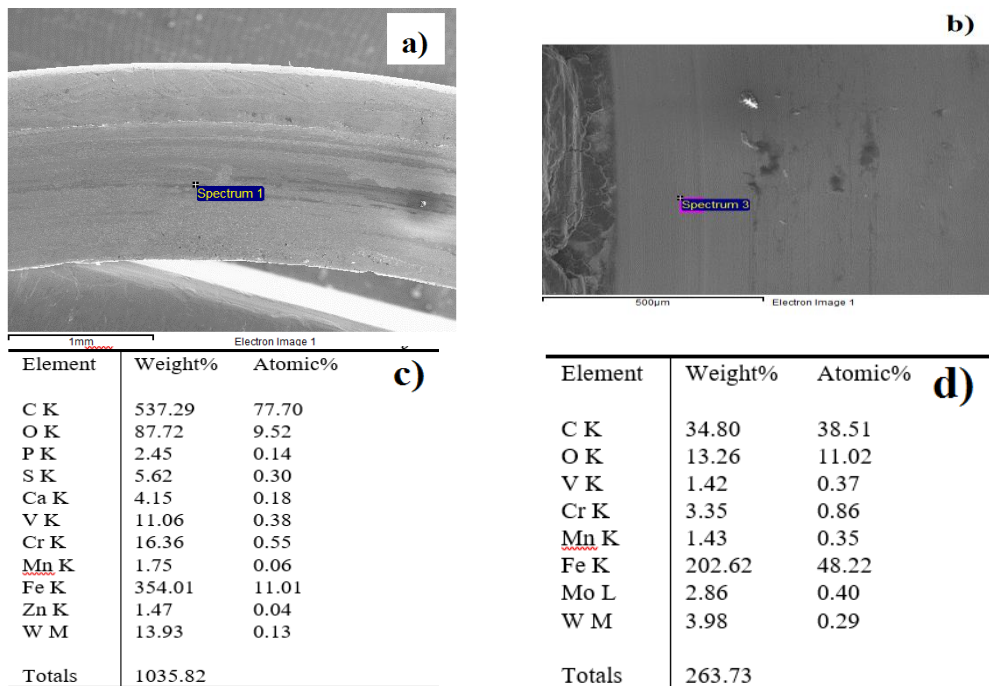 a)
Spectrum 1
1mm Electron Image 1
b)
Spectrum 3
500µm Electron Image 1
c)
Element Weight% Atomic%
C K 537.29 77.70
O K 87.72 9.52
P K 2.45 0.14
S K 5.62 0.30
Ca K 4.15 0.18
V K 11.06 0.38
Cr K 16.36 0.55
Mn K 1.75 0.06
Fe K 354.01 11.01
Zn K 1.47 0.04
W M 13.93 0.13
Totals 1035.82
d)
Element Weight% Atomic%
C K 34.80 38.51
O K 13.26 11.02
V K 1.42 0.37
Cr K 3.35 0.86
Mn K 1.43 0.35
Fe K 202.62 48.22
Mo L 2.86 0.40
W M 3.98 0.29
Totals 263.73